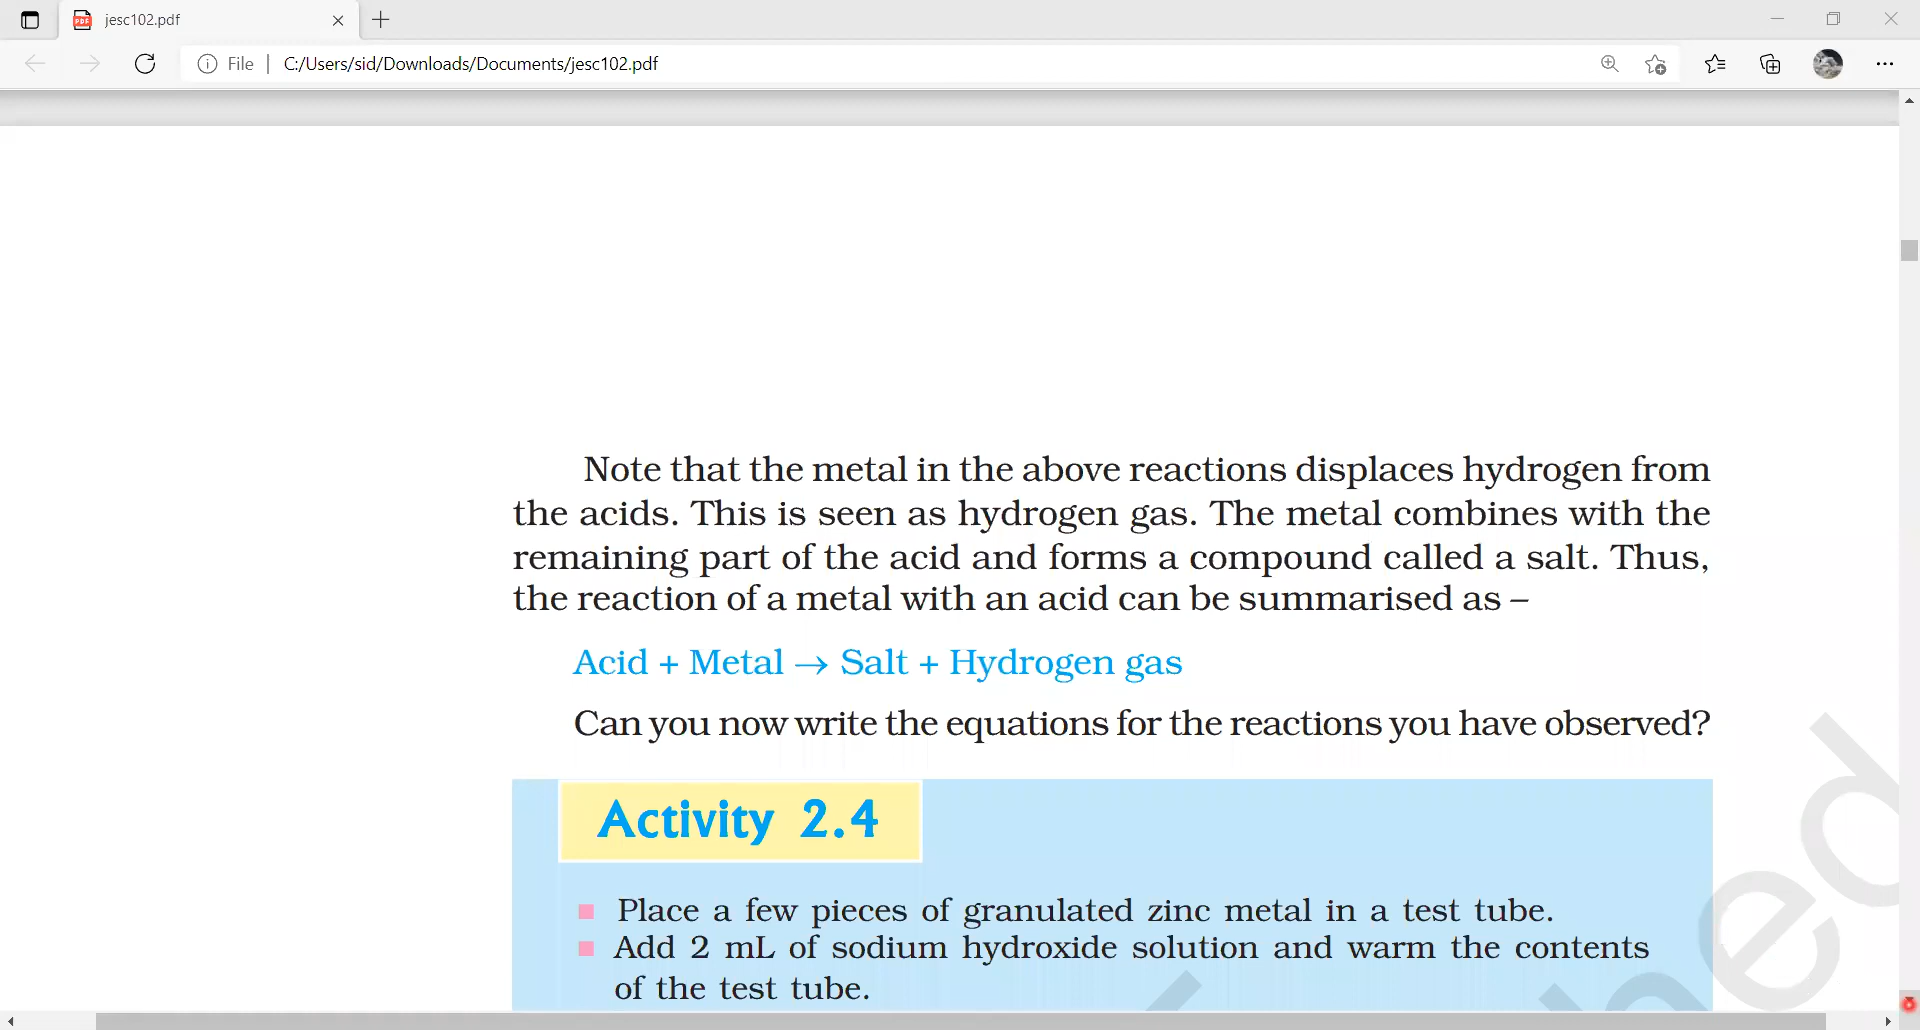 jesc102.pdf
File | C:/Users/sid/Downloads/Documents/jesc102.pdf
Note that the metal in the above reactions displaces hydrogen from
the acids. This is seen as hydrogen gas. The metal combines with the
remaining part of the acid and forms a compound called a salt. Thus,
the reaction of a metal with an acid can be summarised as –
Acid + Metal → Salt + Hydrogen gas
Can you now write the equations for the reactions you have observed?
Activity 2.4
Place a few pieces of granulated zinc metal in a test tube.
Add 2 mL of sodium hydroxide solution and warm the contents
of the test tube.